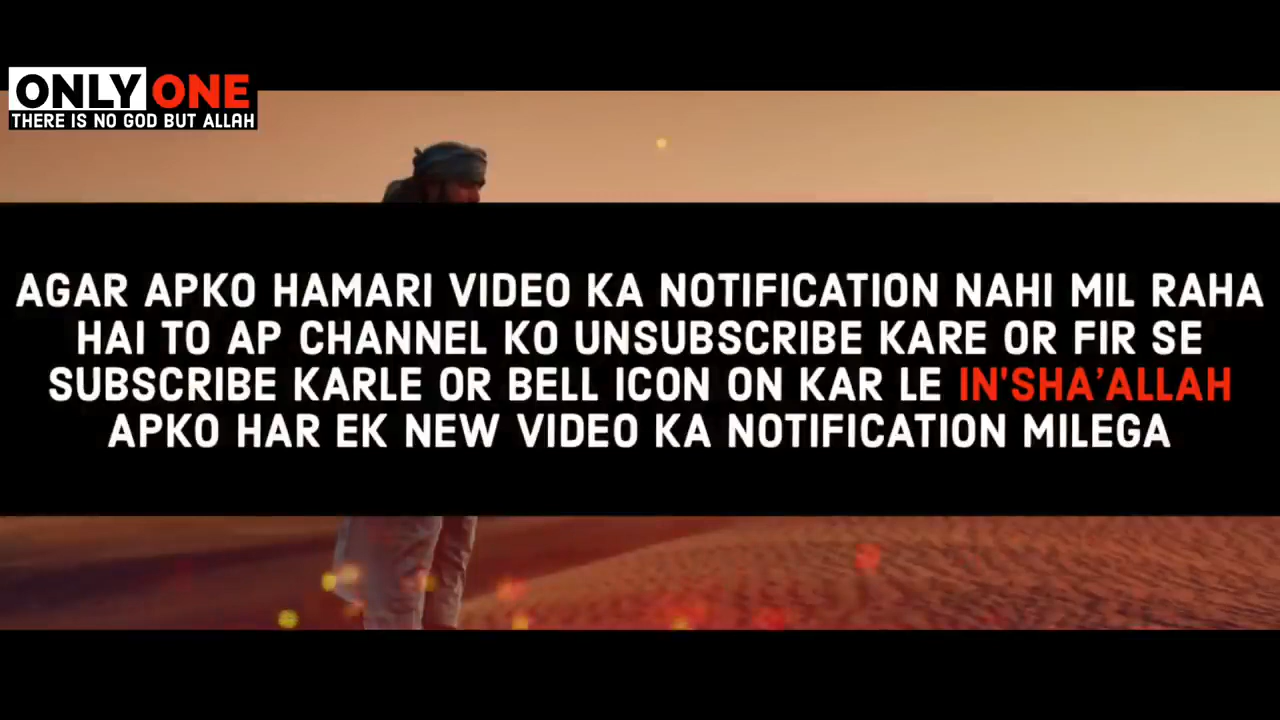 ONLY ONE
THERE IS NO GOD BUT ALLAH
AGAR APKO HAMARI VIDEO KA NOTIFICATION NAHI MIL RAHA
HAI TO AP CHANNEL KO UNSUBSCRIBE KARE OR FIR SE
SUBSCRIBE KARLE OR BELL ICON ON KAR LE IN'SHA’ALLAH
APKO HAR EK NEW VIDEO KA NOTIFICATION MILEGA